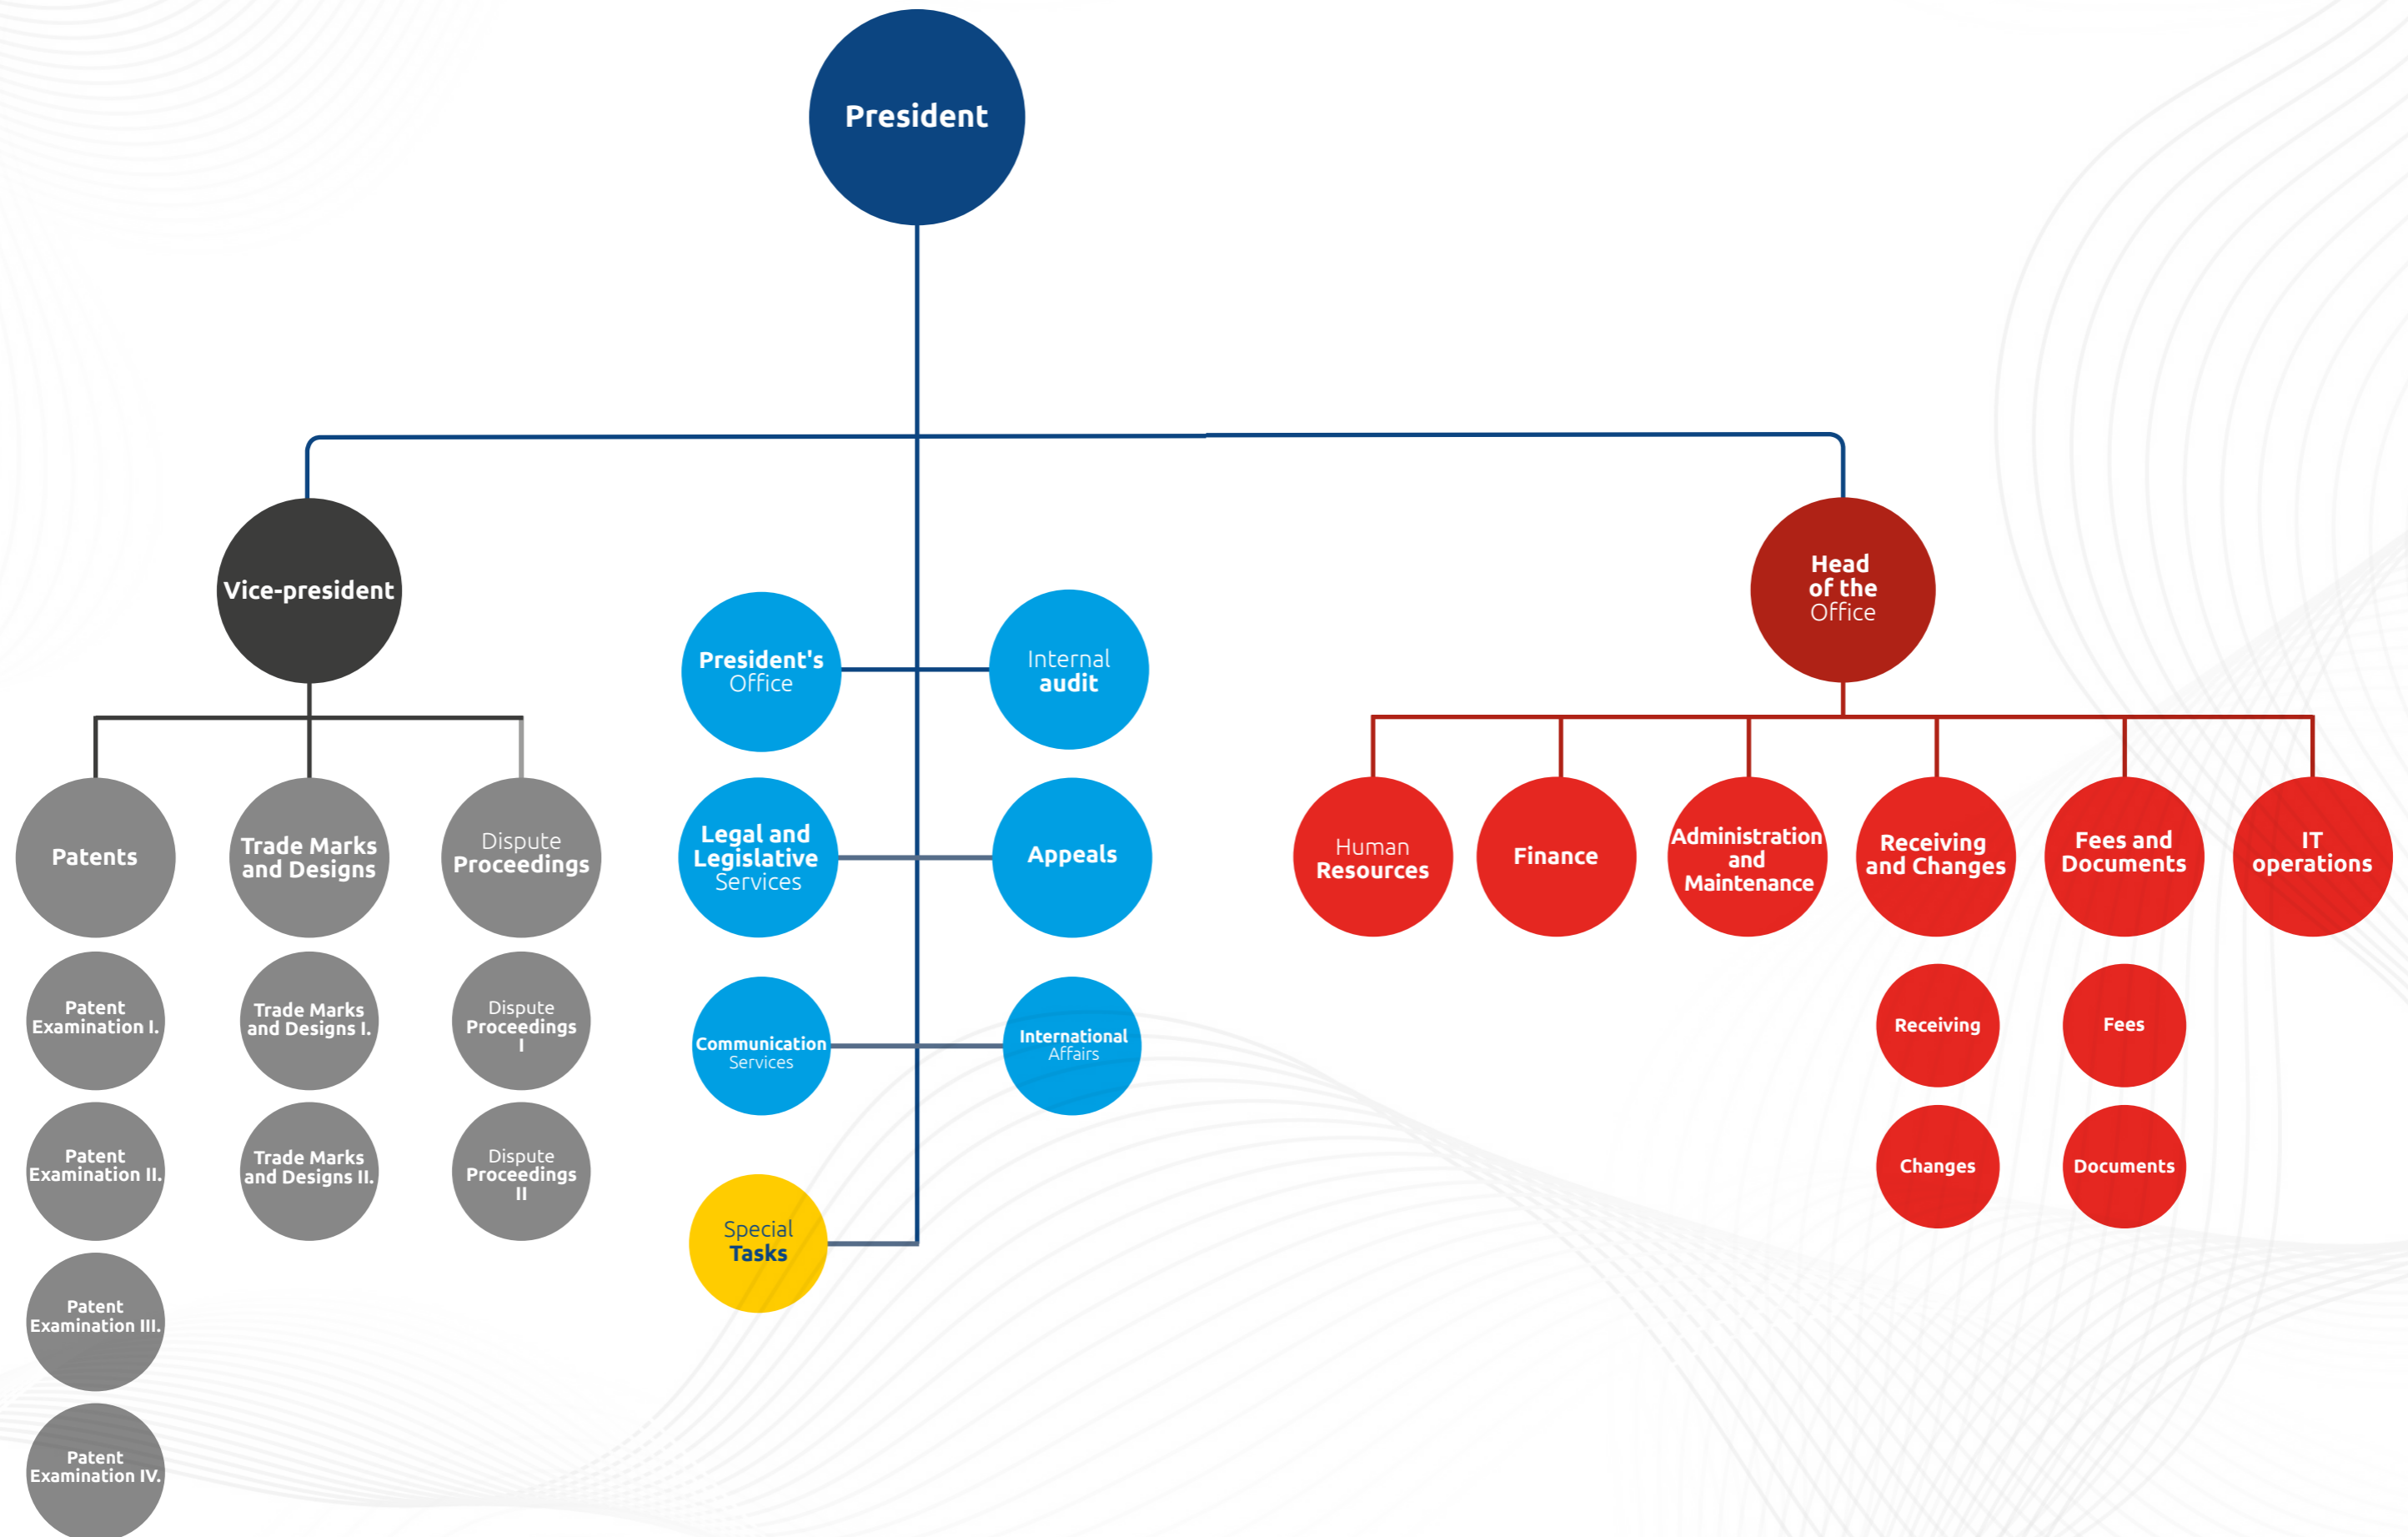 President
Vice-president
Head
of the
Office
President's
Office
Internal
audit
Patents
Trade Marks
and Designs
Dispute
Proceedings
Legal and
Legislative
Services
Appeals
Human
Resources
Finance
Administration
and
Maintenance
Receiving
and Changes
Fees and
Documents
IT
operations
Patent
Examination I.
Trade Marks
and Designs I.
Dispute
Proceedings
I
Communication
Services
International
Affairs
Receiving
Fees
Patent
Examination II.
Trade Marks
and Designs II.
Dispute
Proceedings
II
Changes
Documents
Special
Tasks
Patent
Examination III.
Patent
Examination IV.